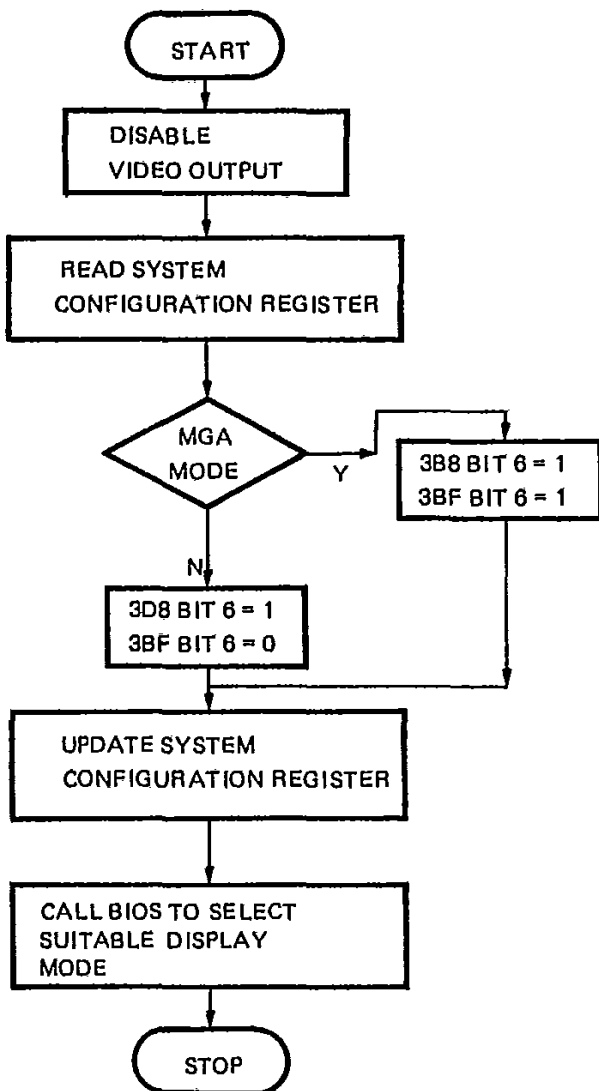 START
DISABLE
VIDEO OUTPUT
READ SYSTEM
CONFIGURATION REGISTER
MGA
MODE
Y
3B8 BIT 6 = 1
3BF BIT 6 = 1
N
3D8 BIT 6 = 1
3BF BIT 6 = 0
UPDATE SYSTEM
CONFIGURATION REGISTER
CALL BIOS TO SELECT
SUITABLE DISPLAY
MODE
STOP